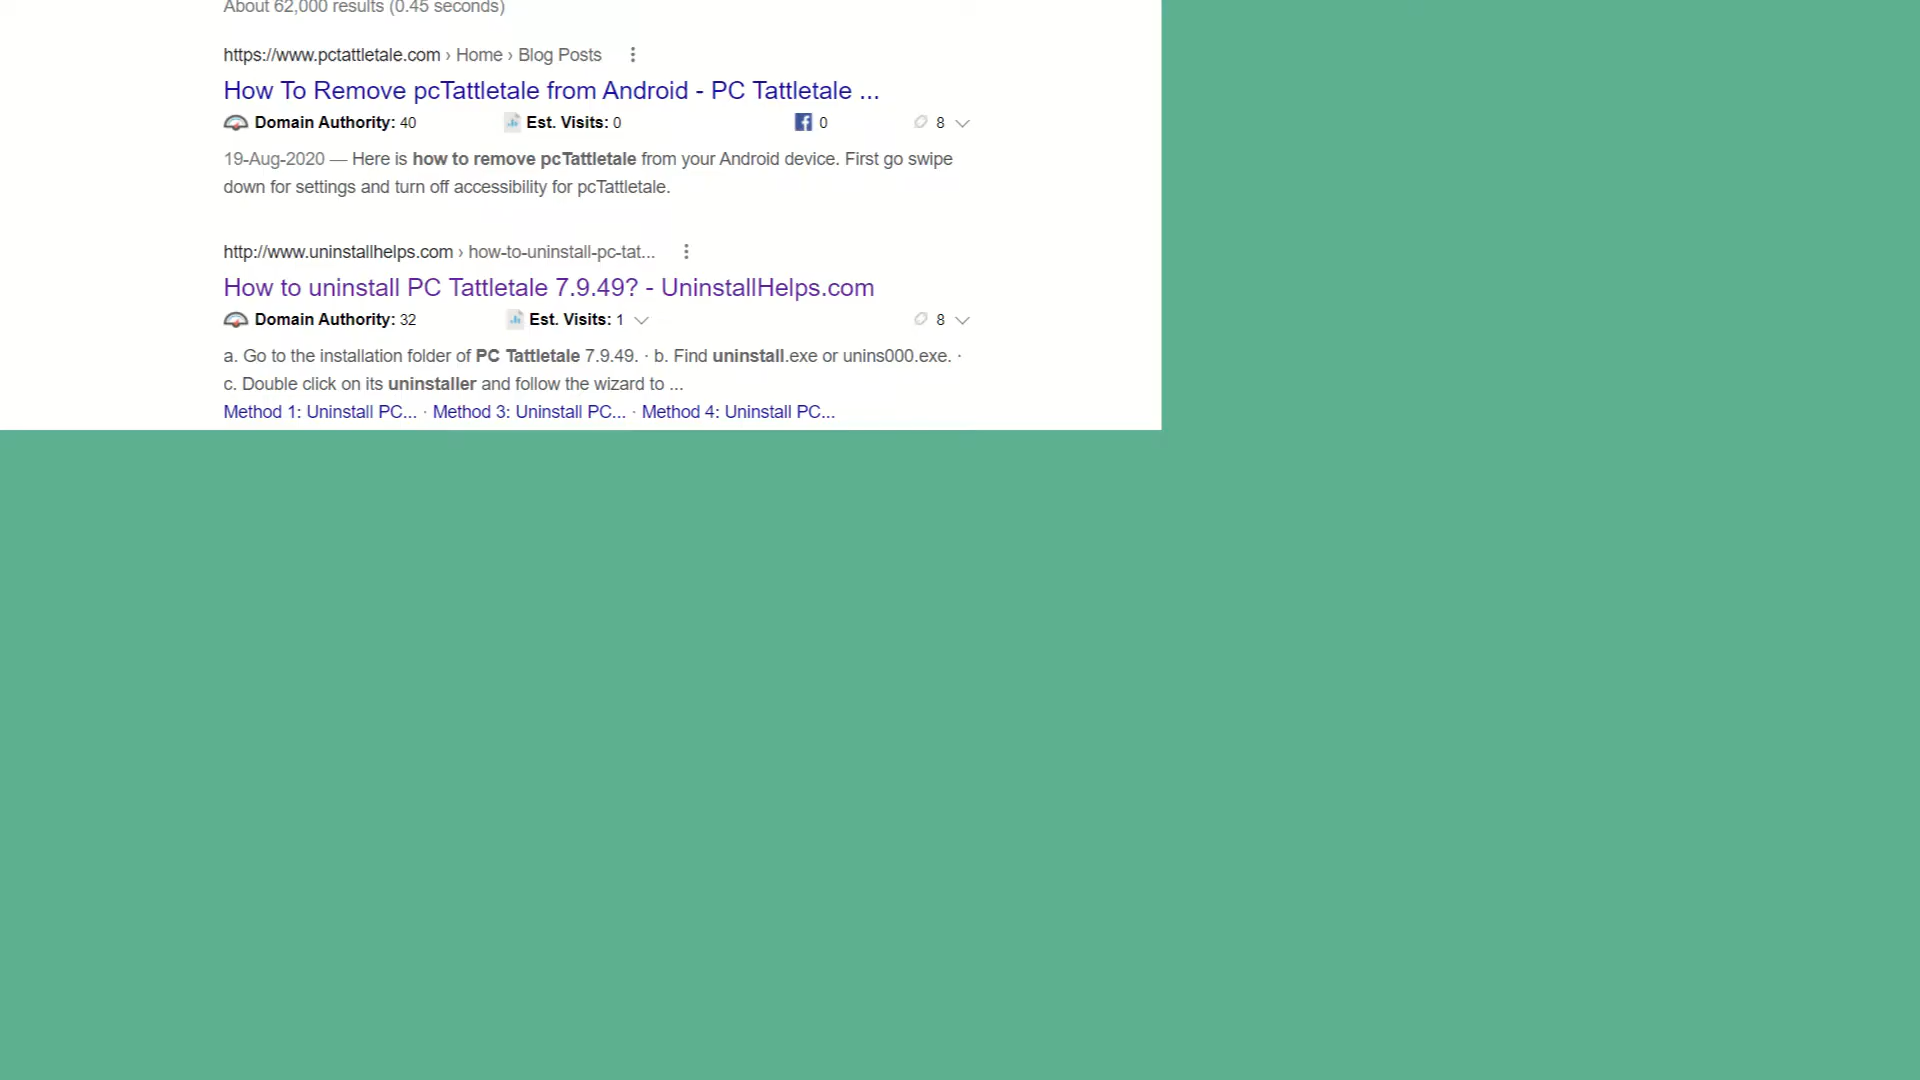 About 62,000 results (0.45 seconds)
https://www.pctattletale.com › Home › Blog Posts
How To Remove pcTattletale from Android - PC Tattletale ...
Domain Authority: 40 Est. Visits: 0 0 8
19-Aug-2020 — Here is how to remove pcTattletale from your Android device. First go swipe
down for settings and turn off accessibility for pcTattletale.
http://www.uninstallhelps.com › how-to-uninstall-pc-tat...
How to uninstall PC Tattletale 7.9.49? - UninstallHelps.com
Domain Authority: 32 Est. Visits: 1 8
a. Go to the installation folder of PC Tattletale 7.9.49. · b. Find uninstall.exe or unins000.exe. ·
c. Double click on its uninstaller and follow the wizard to ...
Method 1: Uninstall PC... · Method 3: Uninstall PC... · Method 4: Uninstall PC...